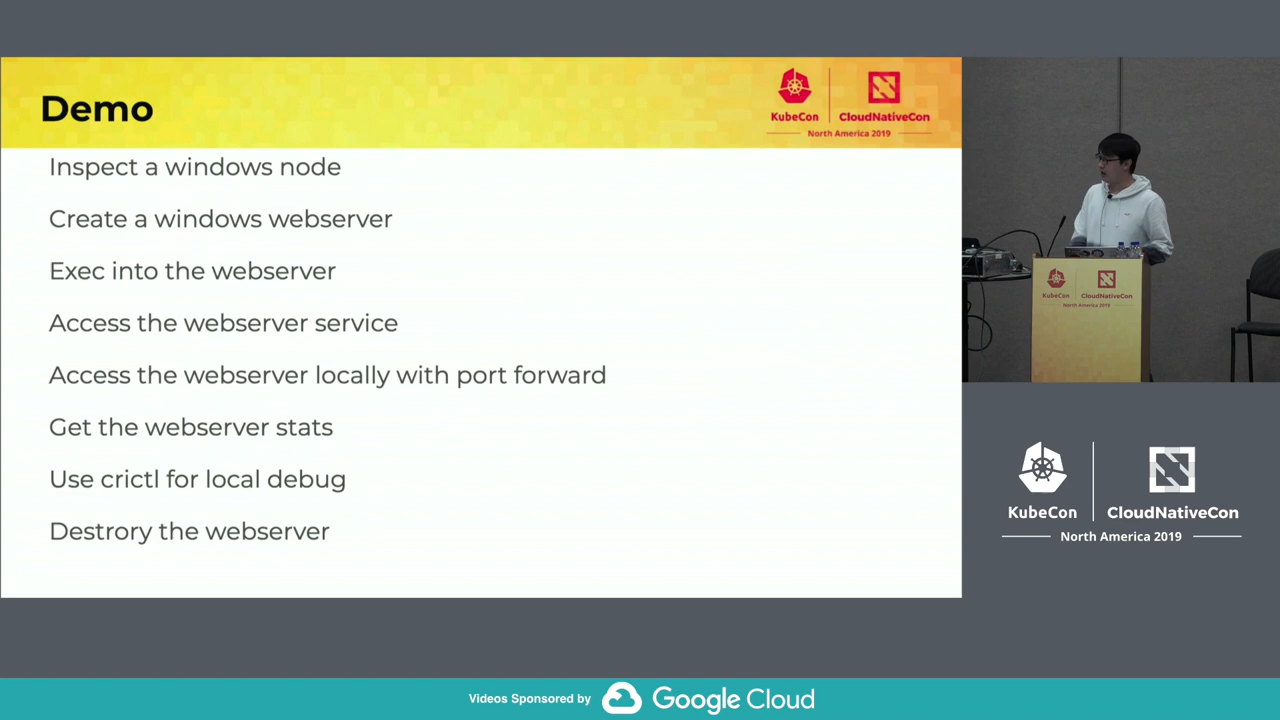 Demo
KubeCon
CloudNativeCon
North America 2019
Inspect a windows node
Create a windows webserver
Exec into the webserver
Access the webserver service
Access the webserver locally with port forward
Get the webserver stats
Use crictl for local debug
Destrory the webserver
KubeCon
CloudNativeCon
North America 2019
KubeCon
CloudNativeCon
North America 2019
Videos Sponsored by Google Cloud